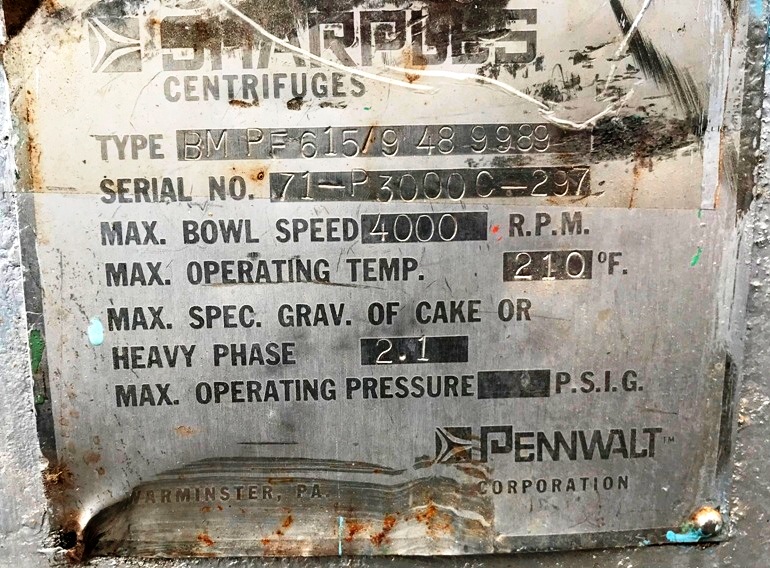 SHARPLES
CENTRIFUGES
TYPE BM PF 615/9 48 9989
SERIAL NO. 71-P3000C-297
MAX. BOWL SPEED 4000 R.P.M.
MAX. OPERATING TEMP. 210 °F.
MAX. SPEC. GRAV. OF CAKE OR
HEAVY PHASE 2.1
MAX. OPERATING PRESSURE P.S.I.G.
PENNWALT™
WARMINSTER, PA. CORPORATION